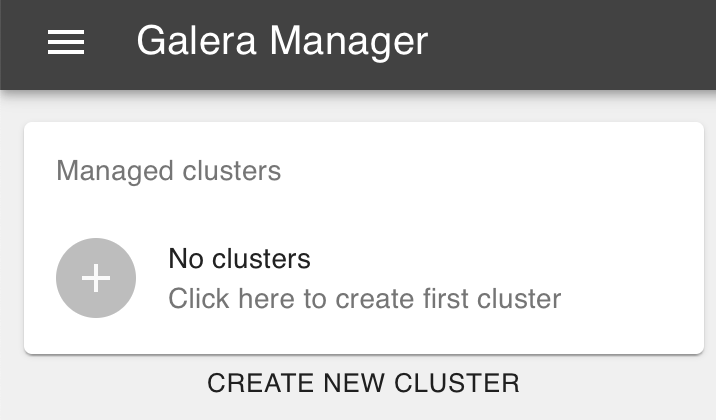 Galera Manager
Managed clusters
No clusters
Click here to create first cluster
CREATE NEW CLUSTER